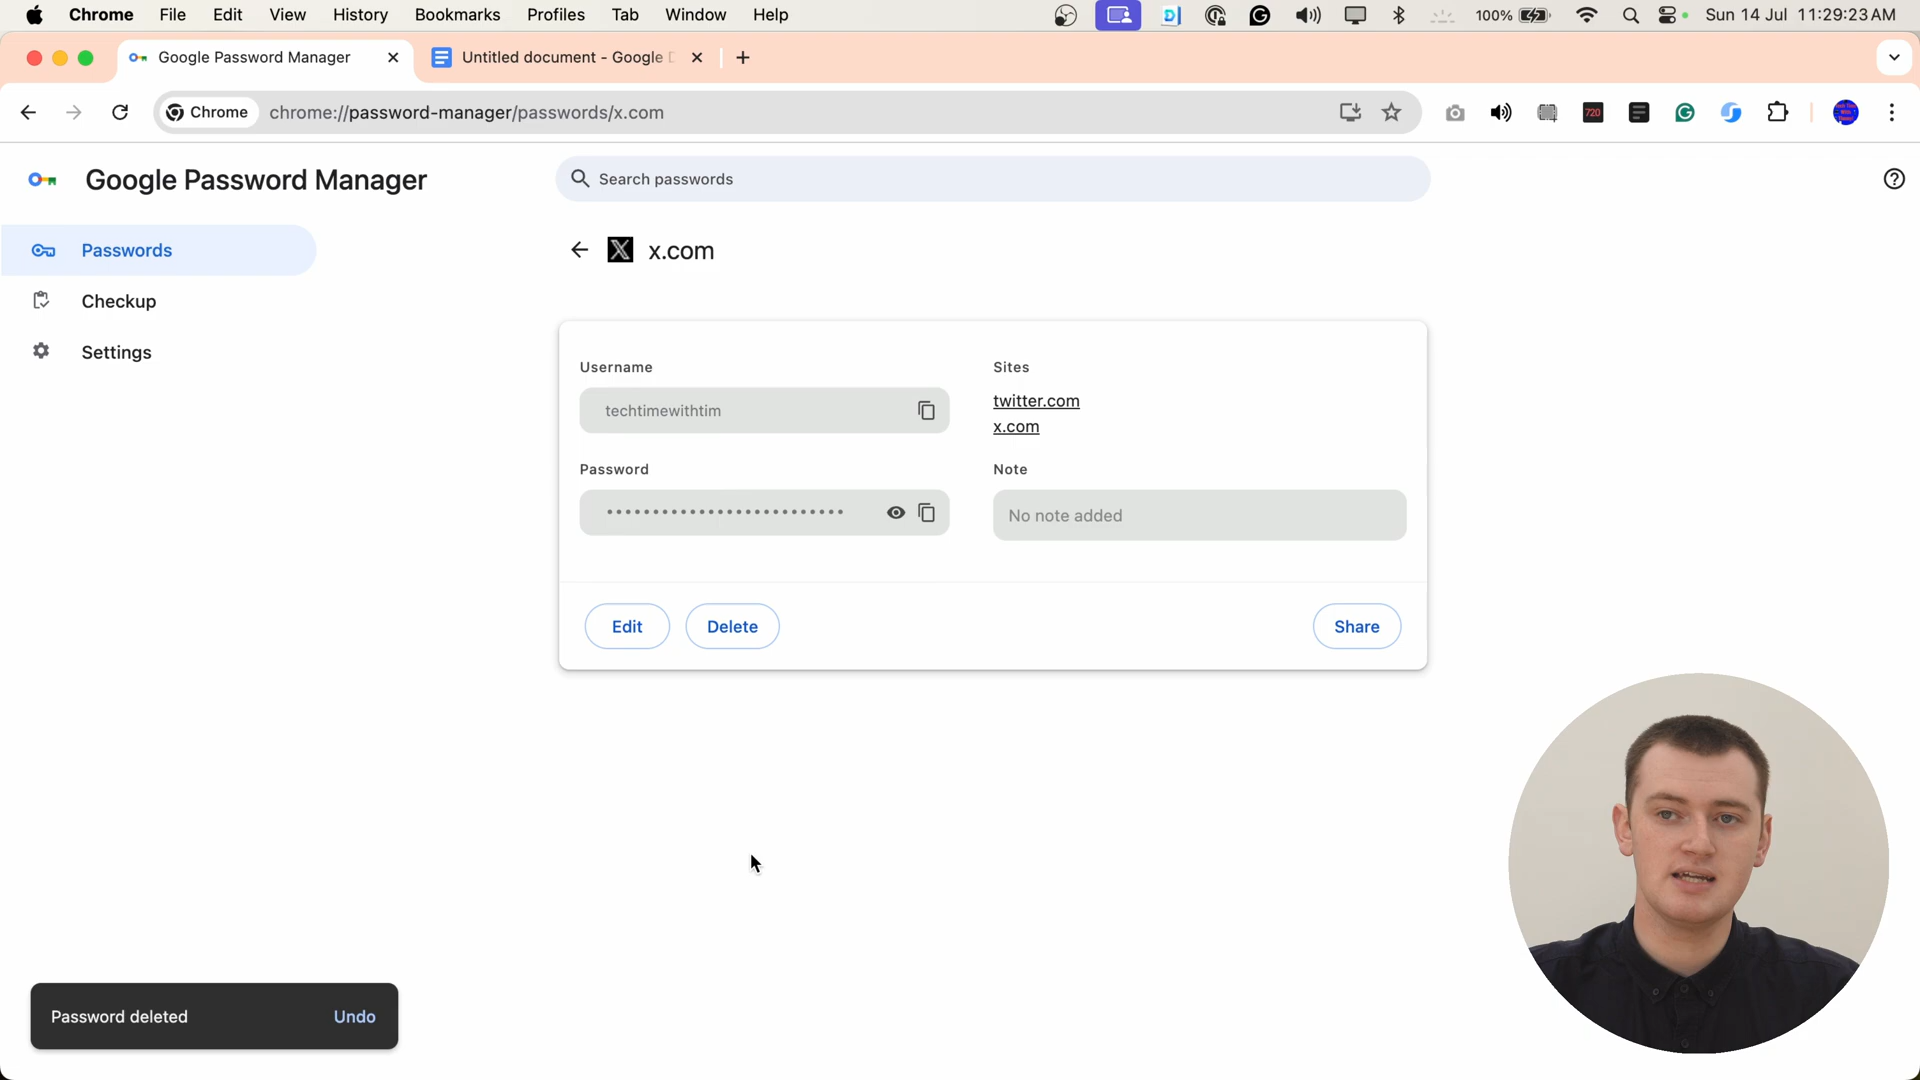 Chrome File Edit View History Bookmarks Profiles Tab Window Help 100% Sun 14 Jul 11:29:23 AM
Google Password Manager Untitled document - Google
Chrome chrome://password-manager/passwords/x.com 720
Google Password Manager
Search passwords
Passwords
Checkup
Settings
x.com
Username
techtimewithtim
Sites
twitter.com
x.com
Password
Note
No note added
Edit
Delete
Share
Password deleted
Undo